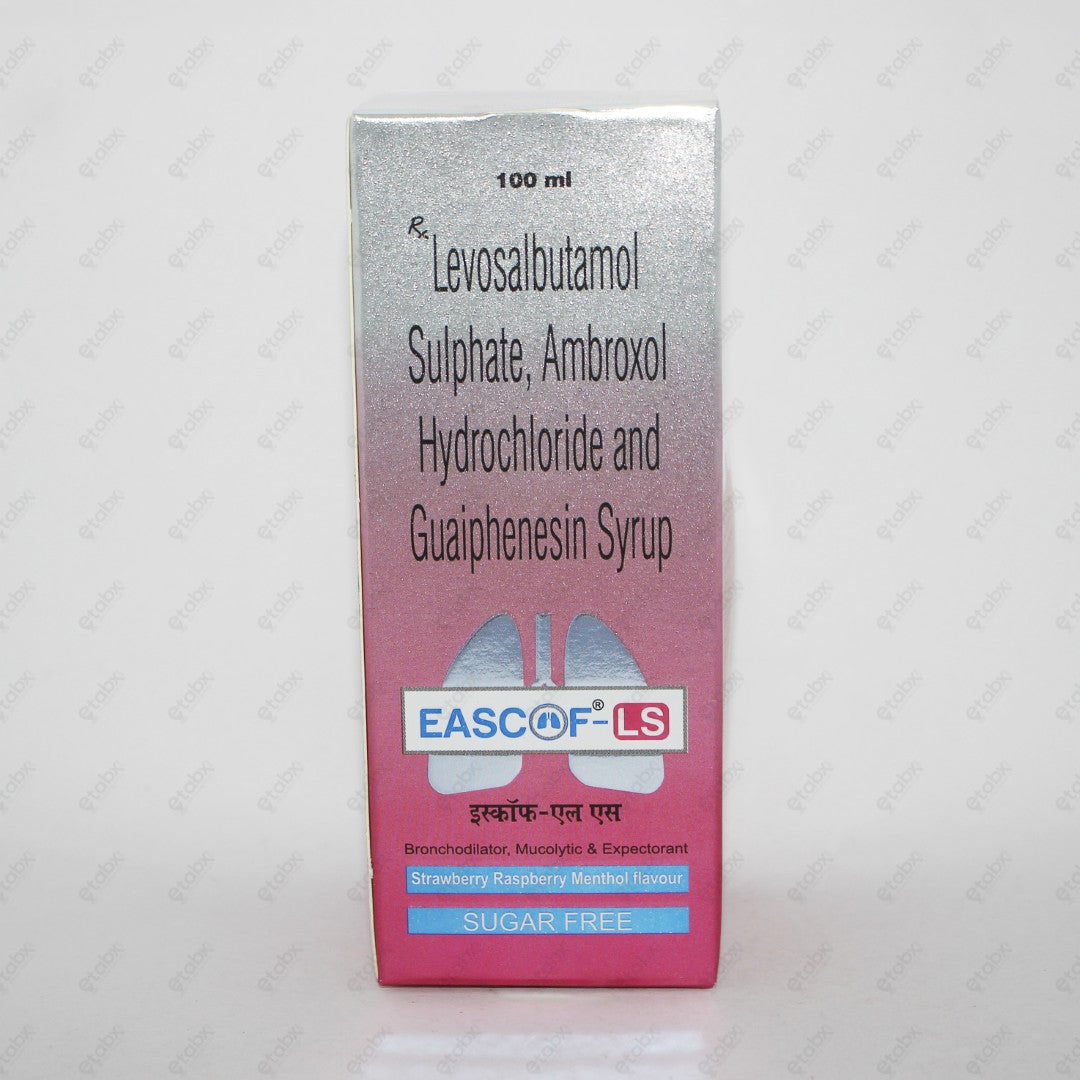 100 ml
Rx
Levosalbutamol
Sulphate, Ambroxol
Hydrochloride and
Guaiphenesin Syrup
EASCOF®-LS
इस्कॉफ-एल एस
Bronchodilator, Mucolytic & Expectorant
Strawberry Raspberry Menthol flavour
SUGAR FREE
etabx